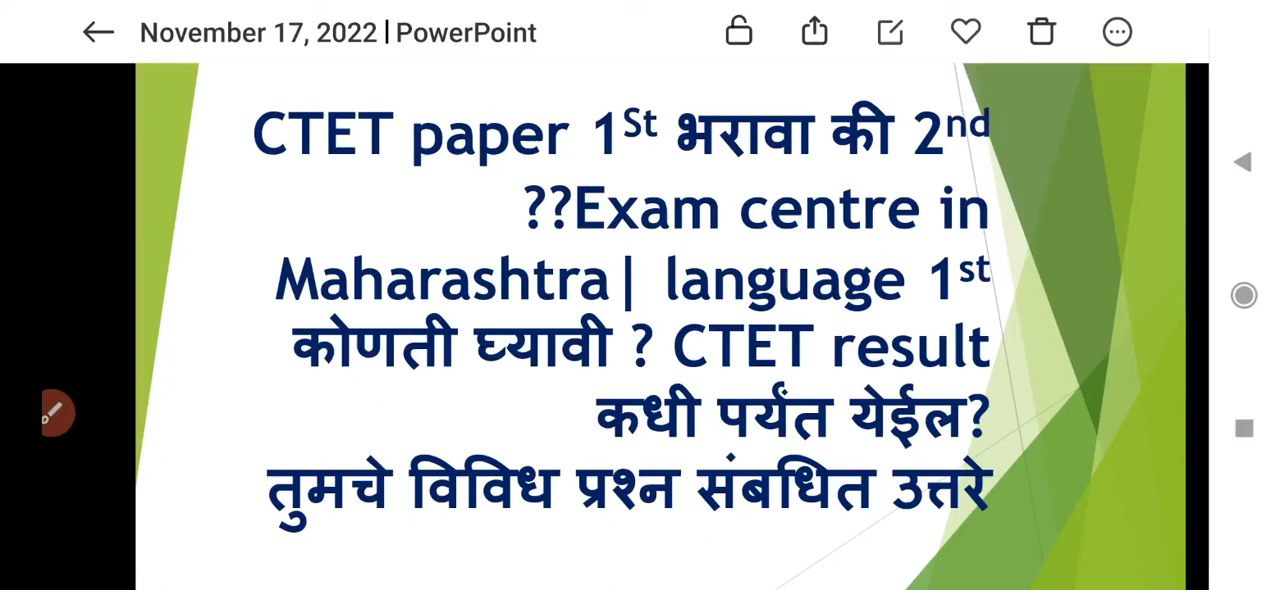 November 17, 2022 | PowerPoint
CTET paper 1St भरावा की 2nd
??Exam centre in
Maharashtra| language 1st
कोणती घ्यावी ? CTET result
कधी पर्यंत येईल?
तुमचे विविध प्रश्न संबधित उत्तरे